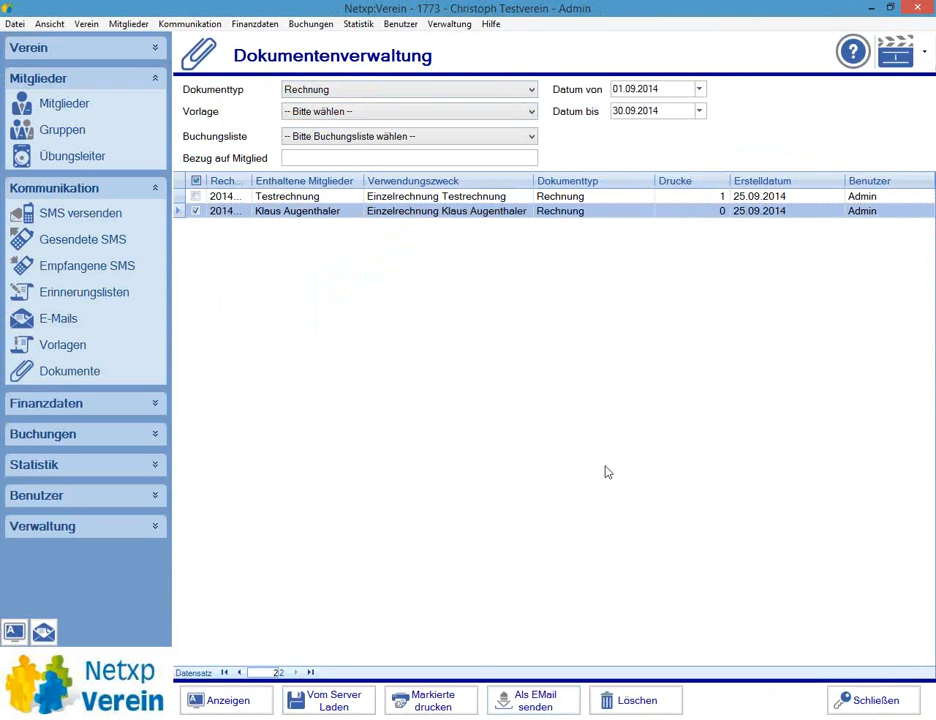 Netxp:Verein - 1773 - Christoph Testverein - Admin
Datei Ansicht Verein Mitglieder Kommunikation Finanzdaten Buchungen Statistik Benutzer Verwaltung Hilfe
Verein
Mitglieder
Mitglieder
Gruppen
Übungsleiter
Kommunikation
SMS versenden
Gesendete SMS
Empfangene SMS
Erinnerungslisten
E-Mails
Vorlagen
Dokumente
Finanzdaten
Buchungen
Statistik
Benutzer
Verwaltung
Netxp
Verein
Dokumentenverwaltung
Dokumenttyp Rechnung Datum von 01.09.2014
Vorlage -- Bitte wählen -- Datum bis 30.09.2014
Buchungsliste -- Bitte Buchungsliste wählen --
Bezug auf Mitglied
Rech... Enthaltene Mitglieder Verwendungszweck Dokumenttyp Drucke Erstelldatum Benutzer
2014... Testrechnung Einzelrechnung Testrechnung Rechnung 1 25.09.2014 Admin
2014... Klaus Augenthaler Einzelrechnung Klaus Augenthaler Rechnung 0 25.09.2014 Admin
Datensatz 2|2
Anzeigen
Vom Server
Laden
Markierte
drucken
Als EMail
senden
Löschen
Schließen